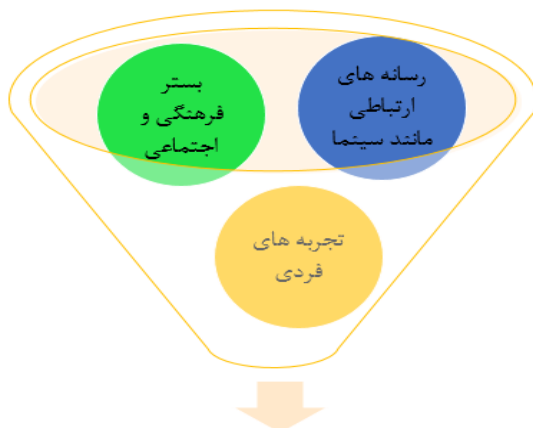 رسانه های
ارتباطی
مانند سینما
بستر
فرهنگی و
اجتماعی
تجربه های
فردی